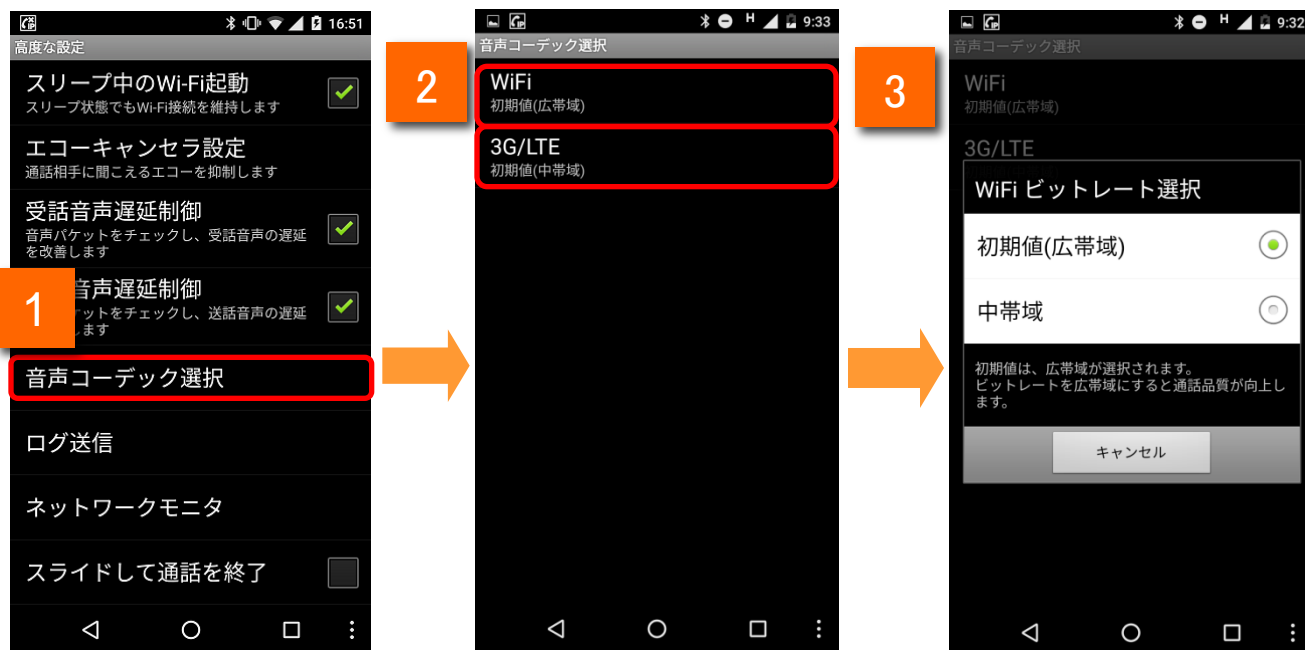 16:51
高度な設定
スリープ中のWi-Fi起動
スリープ状態でもWi-Fi接続を維持します
エコーキャンセラ設定
通話相手に聞こえるエコーを抑制します
受話音声遅延制御
音声パケットをチェックし、受話音声の遅延
を改善します
1
音声遅延制御
ケットをチェックし、送話音声の遅延
します
音声コーデック選択
ログ送信
ネットワークモニタ
スライドして通話を終了
2
H 9:33
音声コーデック選択
WiFi
初期値(広帯域)
3G/LTE
初期値(中帯域)
3
H 9:32
音声コーデック選択
WiFi
初期値(広帯域)
3G/LTE
WiFi ビットレート選択
初期値(広帯域)
中帯域
初期値は、広帯域が選択されます。
ビットレートを広帯域にすると通話品質が向上し
ます。
キャンセル